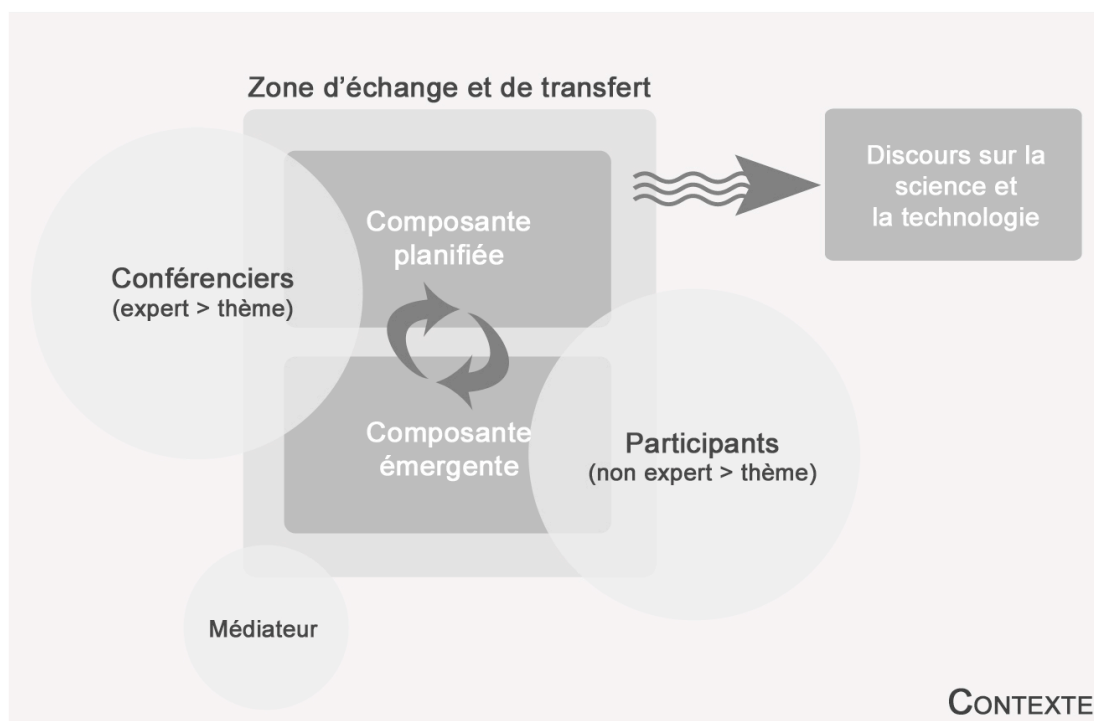 Zone d'échange et de transfert
Composante
planifiée
Discours sur la
science et
la technologie
Conférenciers
(expert > thème)
Composante
émergente
Participants
(non expert > thème)
Médiateur
CONTEXTE